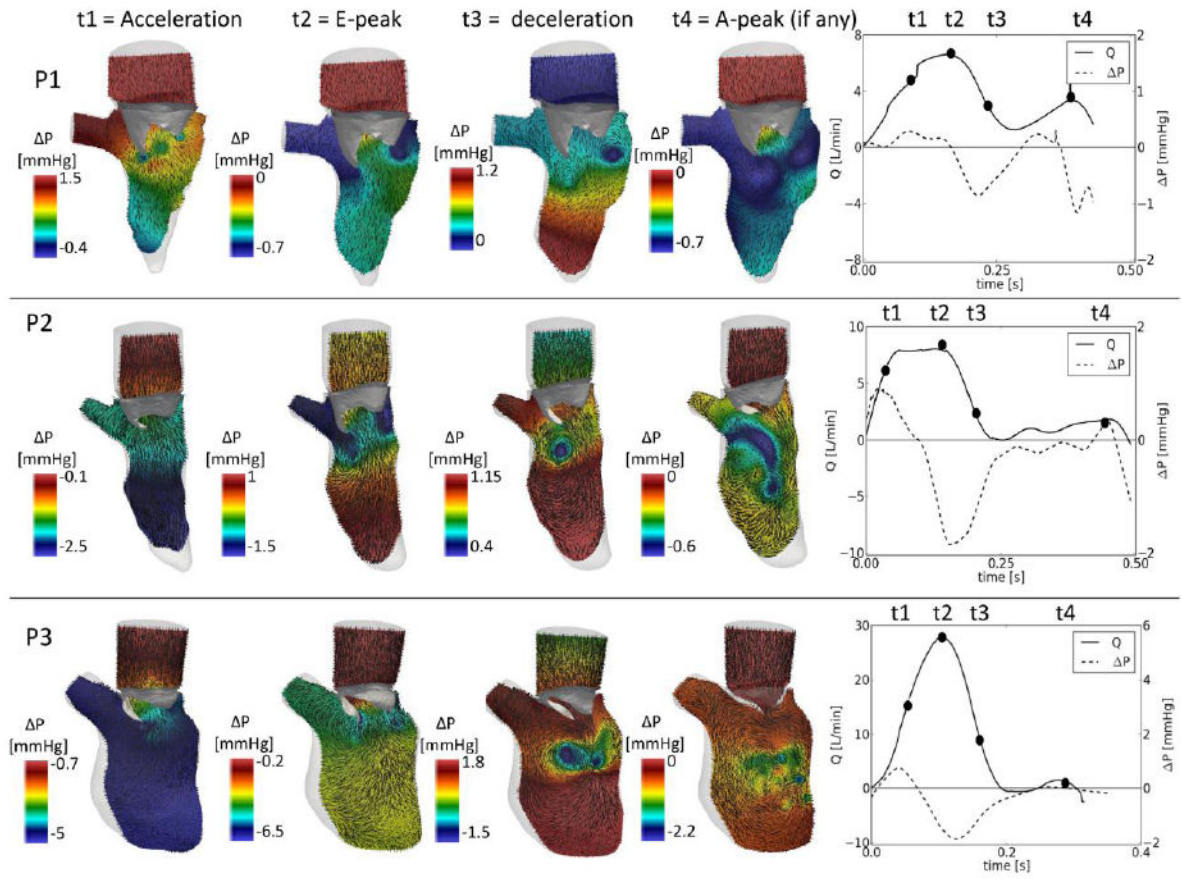 t1 = Acceleration t2 = E-peak t3 = deceleration t4 = A-peak (if any)
P1
ΔP
[mmHg]
1.5
-0.4
ΔP
[mmHg]
0
-0.7
ΔP
[mmHg]
1.2
0
ΔP
[mmHg]
0
-0.7
t1 t2 t3 t4
Q
ΔP
Q [L/min]
8
4
0
−4
−8
ΔP [mmHg]
2
1
0
−1
−2
0.00 0.25 0.50
time [s]
P2
ΔP
[mmHg]
-0.1
-2.5
ΔP
[mmHg]
1
-1.5
ΔP
[mmHg]
1.15
0.4
ΔP
[mmHg]
0
-0.6
t1 t2 t3 t4
Q
ΔP
Q [L/min]
10
5
0
−5
−10
ΔP [mmHg]
2
1
0
−1
−2
0.00 0.25 0.50
time [s]
P3
ΔP
[mmHg]
-0.7
-5
ΔP
[mmHg]
-0.2
-6.5
ΔP
[mmHg]
1.8
-1.5
ΔP
[mmHg]
0
-2.2
t1 t2 t3 t4
Q
ΔP
Q [L/min]
30
20
10
0
−10
ΔP [mmHg]
6
4
2
0
−2
0.0 0.2 0.4
time [s]